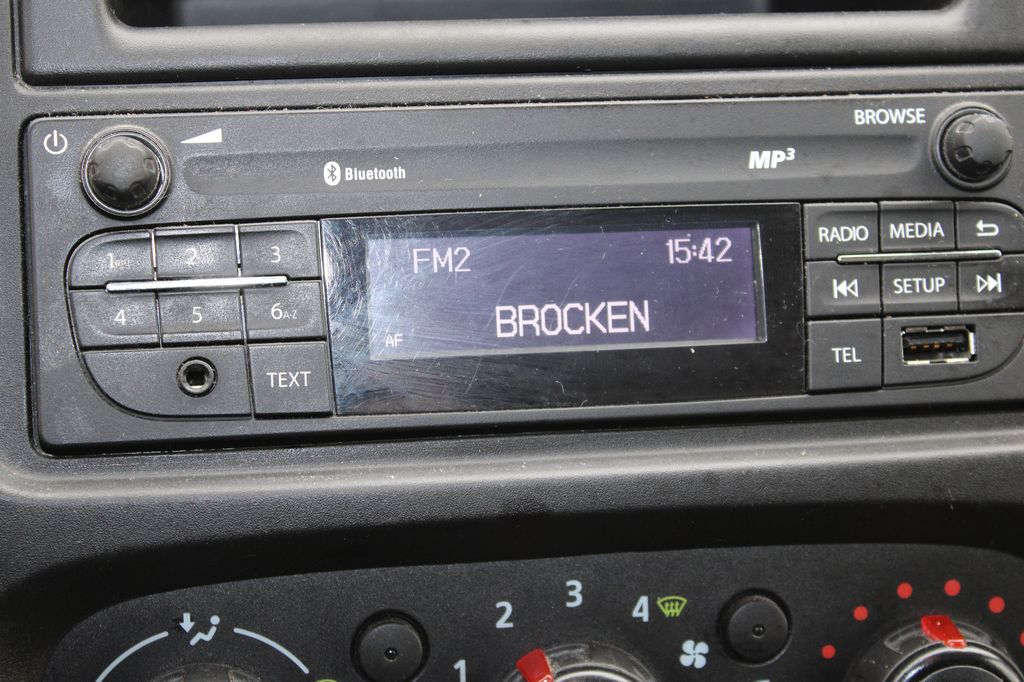 BROWSE
Bluetooth
MP3
1
2
3
FM2
15:42
RADIO
MEDIA
4
5
6 A-Z
BROCKEN
AF
SETUP
TEXT
TEL
1
2
3
4